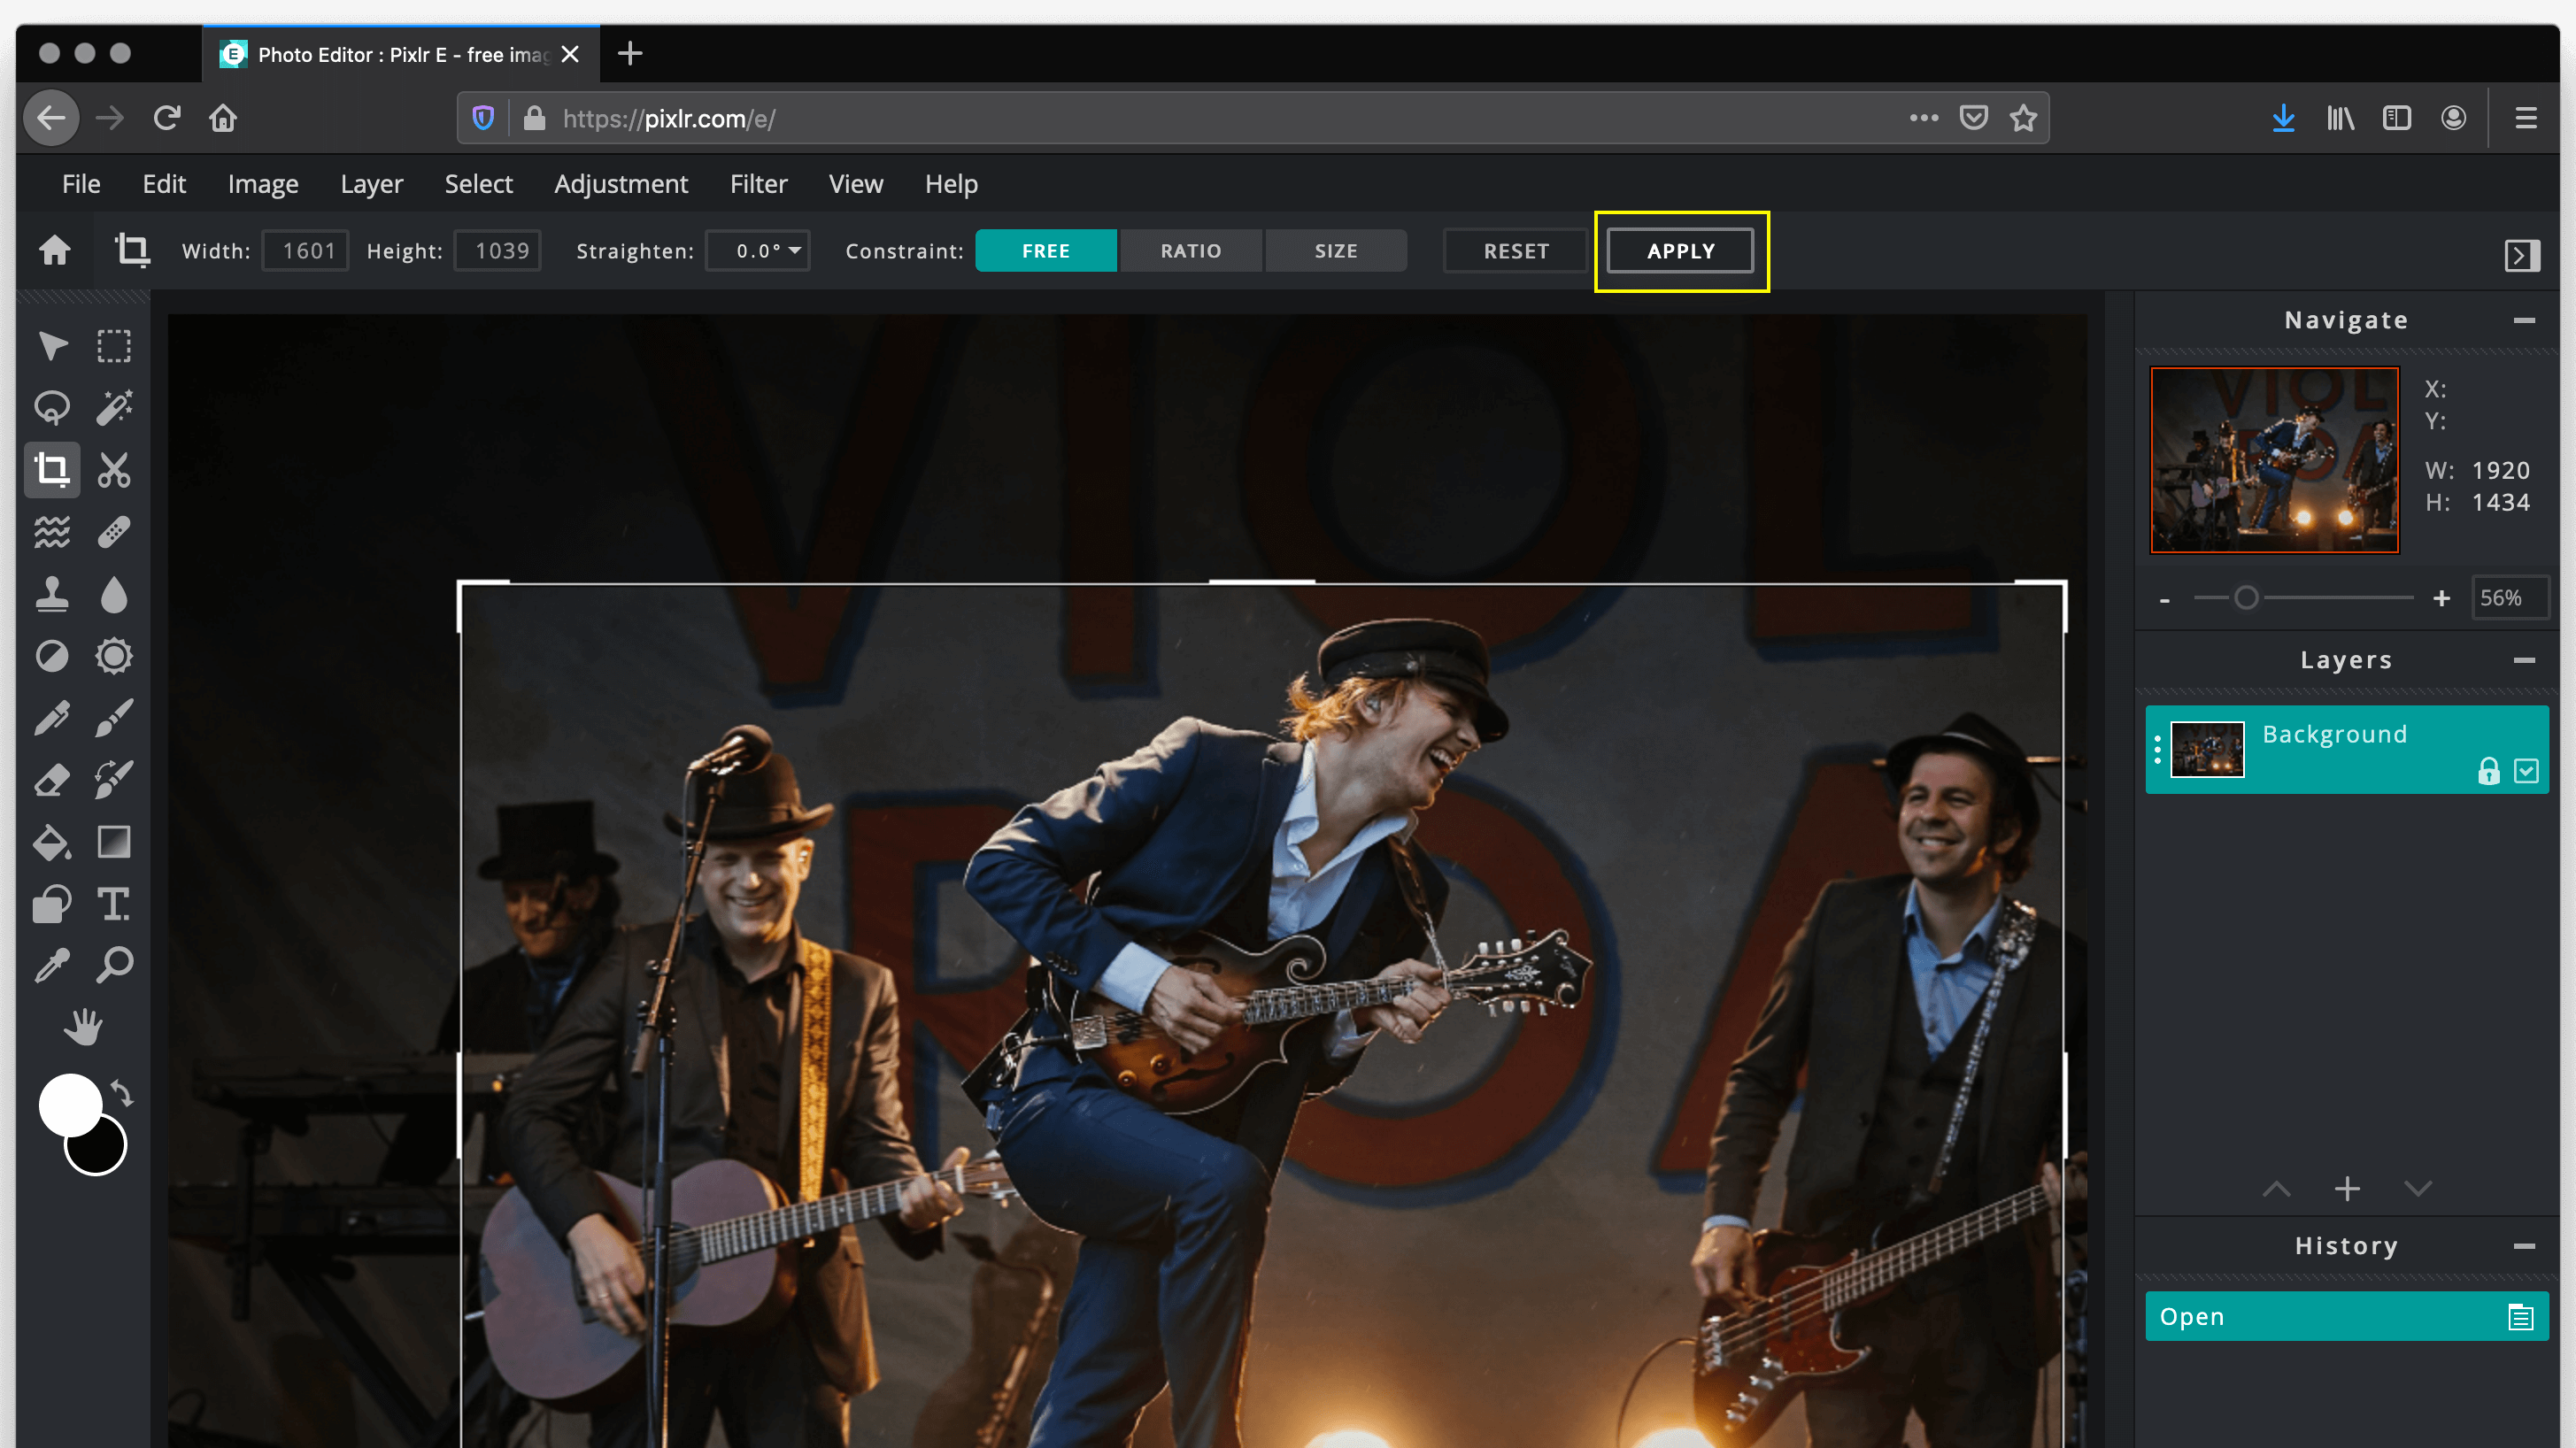 Photo Editor : Pixlr E - free imag
https://pixlr.com/e/
File Edit Image Layer Select Adjustment Filter View Help
Width: 1601 Height: 1039 Straighten: 0.0° Constraint: FREE RATIO SIZE RESET APPLY
Navigate
X:
Y:
W: 1920
H: 1434
- + 56%
Layers
Background
History
Open
VIOL